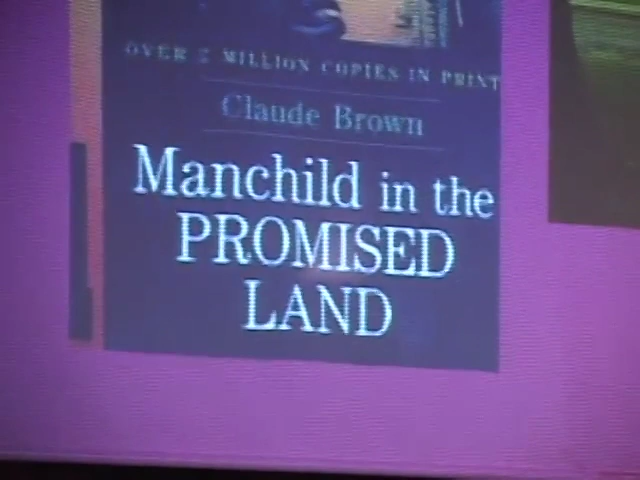 OVER 2 MILLION COPIES IN PRINT
Claude Brown
Manchild in the
PROMISED
LAND